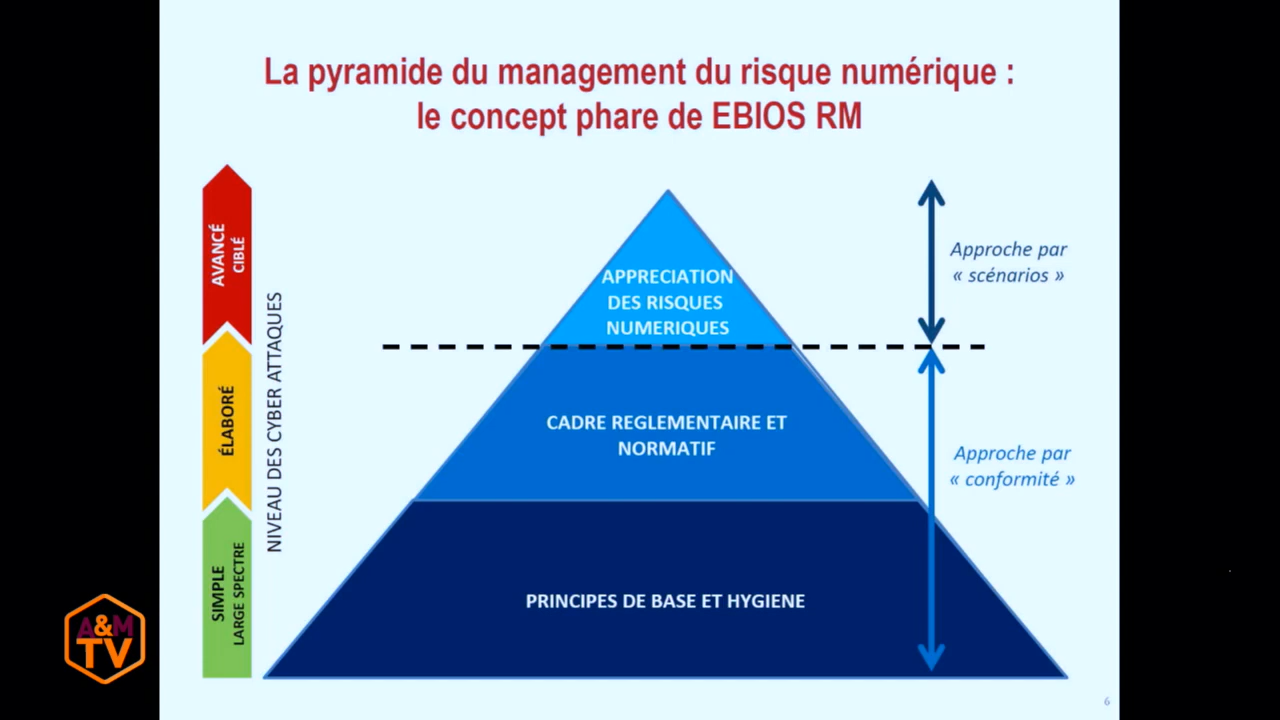 La pyramide du management du risque numérique :
le concept phare de EBIOS RM
AVANCÉ
CIBLÉ
ÉLABORÉ
SIMPLE
LARGE SPECTRE
NIVEAU DES CYBER ATTAQUES
APPRECIATION
DES RISQUES
NUMERIQUES
CADRE REGLEMENTAIRE ET
NORMATIF
PRINCIPES DE BASE ET HYGIENE
Approche par
« scénarios »
Approche par
« conformité »
A&M
TV
6